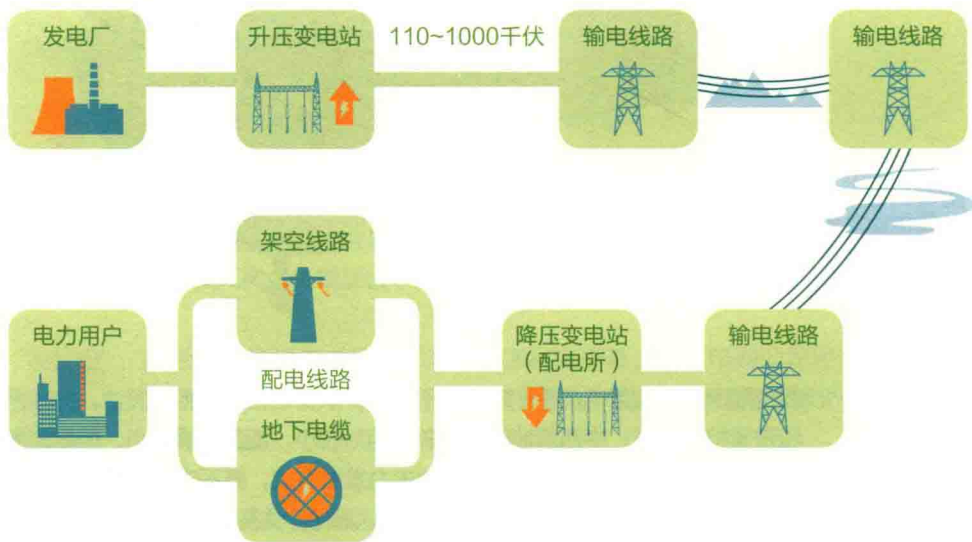 发电厂
升压变电站
110~1000千伏
输电线路
输电线路
架空线路
电力用户
配电线路
降压变电站
（配电所）
输电线路
地下电缆